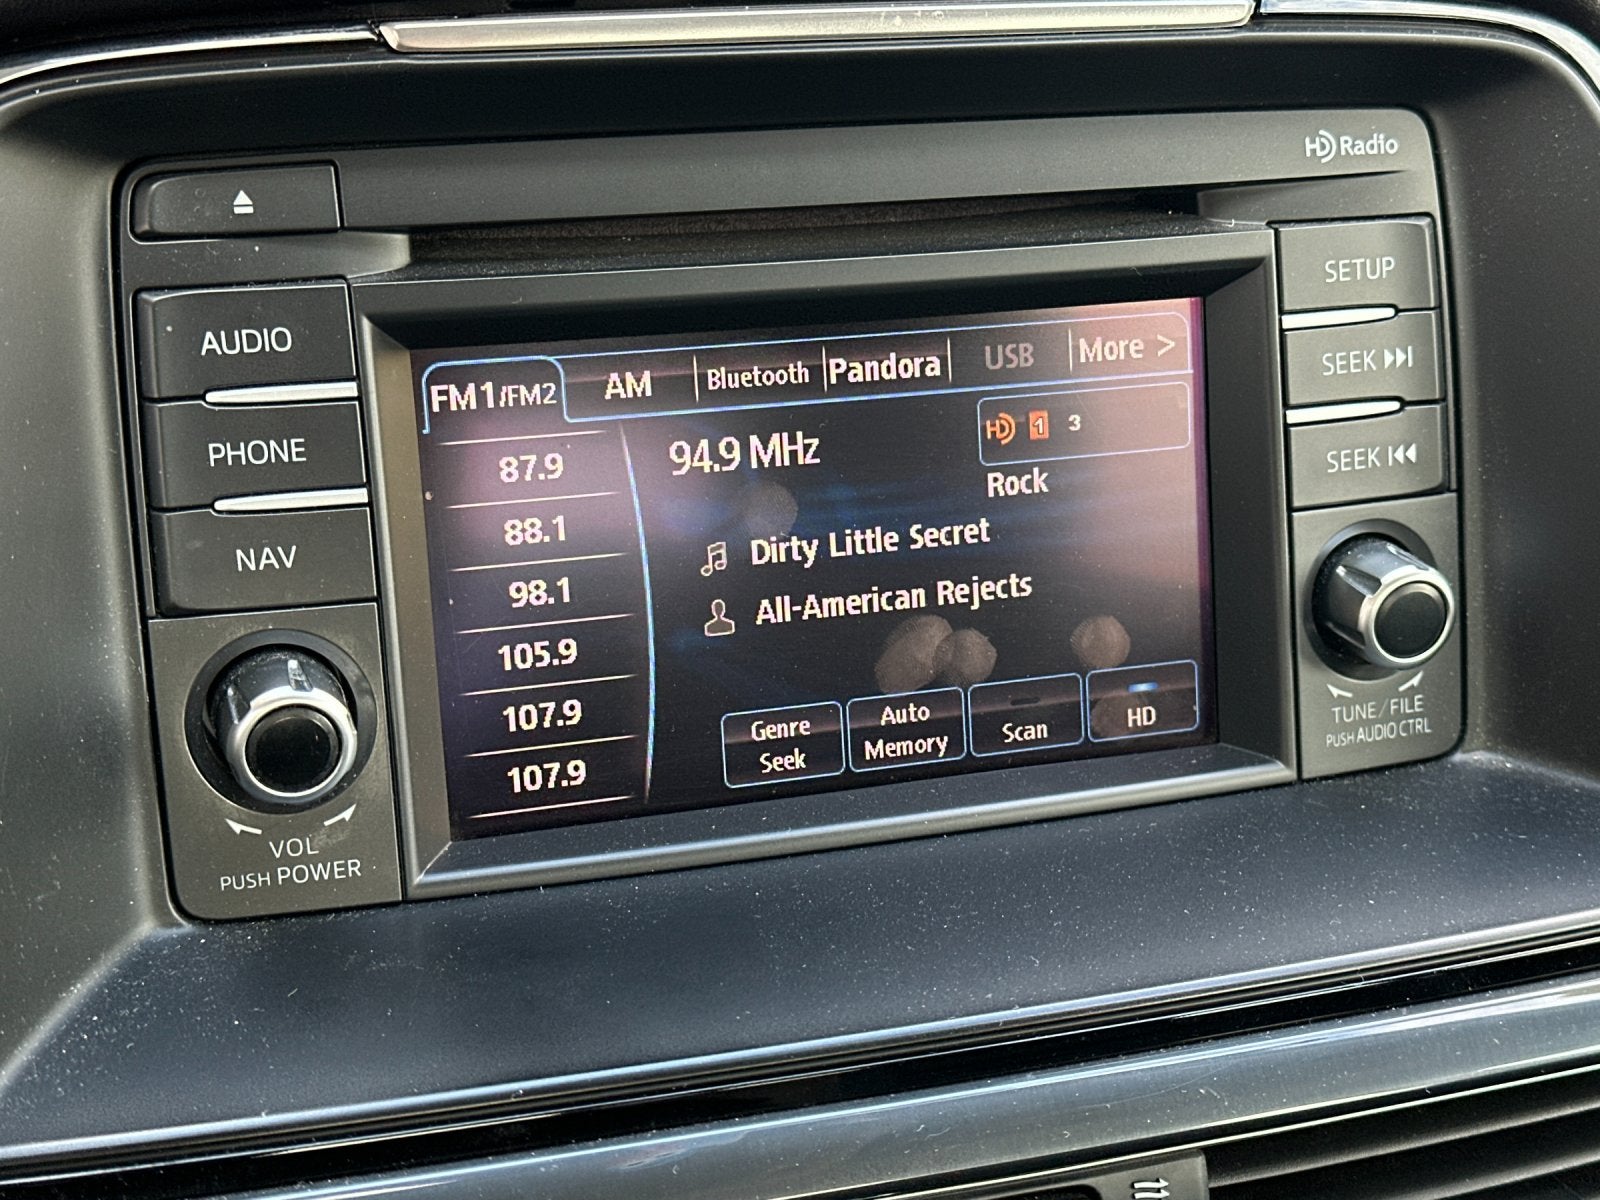 HD Radio
AUDIO
PHONE
NAV
VOL
PUSH POWER
SETUP
SEEK
SEEK
TUNE/FILE
PUSH AUDIO CTRL
FM1/FM2
AM
Bluetooth
Pandora
USB
More >
87.9
88.1
98.1
105.9
107.9
107.9
94.9 MHz
HD 1 3
Rock
Dirty Little Secret
All-American Rejects
Genre
Seek
Auto
Memory
Scan
HD